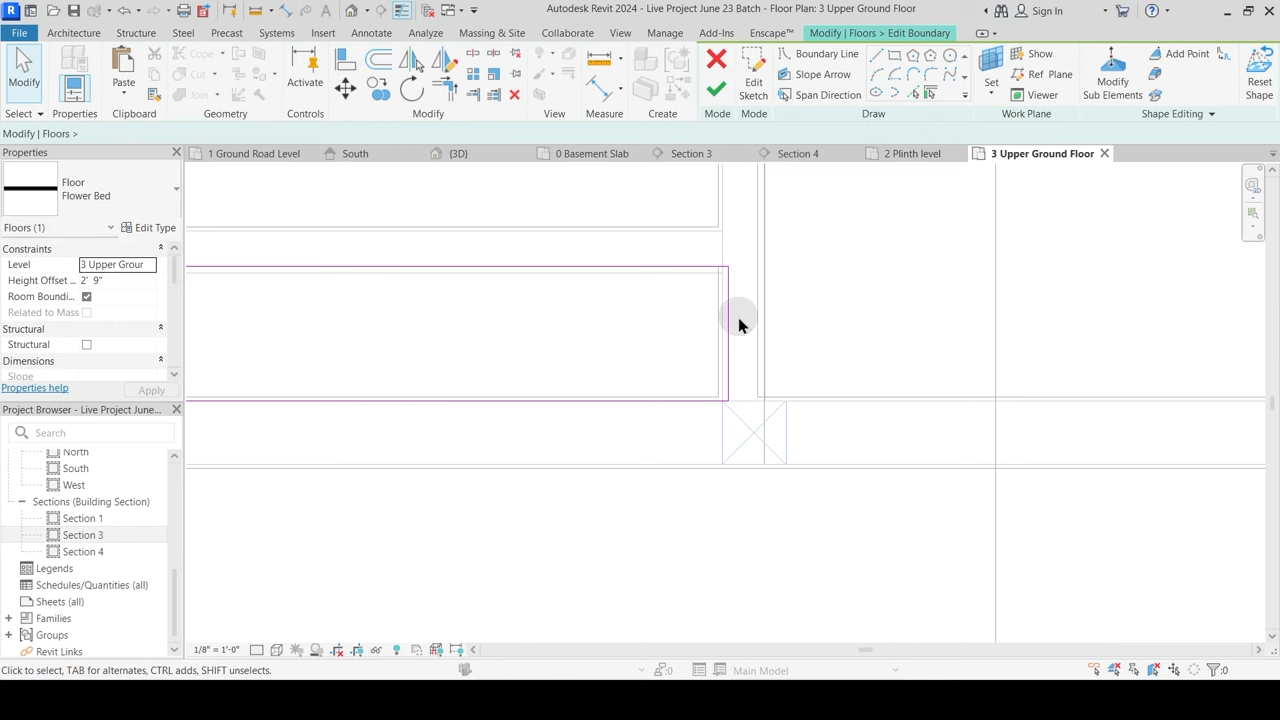 Autodesk Revit 2024 - Live Project June 23 Batch - Floor Plan: 3 Upper Ground Floor
Sign In
File Architecture Structure Steel Precast Systems Insert Annotate Analyze Massing & Site Collaborate View Manage Add-Ins Enscape™ Modify | Floors > Edit Boundary
Modify
Paste
Cope
Cut
Join
Activate
Edit
Sketch
Boundary Line
Slope Arrow
Span Direction
Set
Show
Ref Plane
Viewer
Modify
Sub Elements
Add Point
Reset
Shape
Select Properties Clipboard Geometry Controls Modify View Measure Create Mode Mode Draw Work Plane Shape Editing
Modify | Floors >
Properties
1 Ground Road Level South {3D} 0 Basement Slab Section 3 Section 4 2 Plinth level 3 Upper Ground Floor
Floor
Flower Bed
Floors (1) Edit Type
Constraints
Level 3 Upper Grour
Height Offset ... 2' 9"
Room Boundi...
Related to Mass
Structural
Structural
Dimensions
Slope
Properties help Apply
Project Browser - Live Project June...
Search
North
South
West
Sections (Building Section)
Section 1
Section 3
Section 4
Legends
Schedules/Quantities (all)
Sheets (all)
Families
Groups
Revit Links
1/8" = 1'-0"
Click to select, TAB for alternates, CTRL adds, SHIFT unselects.
:0
Main Model
:0